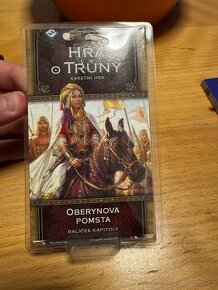 HRA
O TRŮNY
KARETNÍ HRA
OBERYNOVA
POMSTA
BALÍČEK KAPITOLY